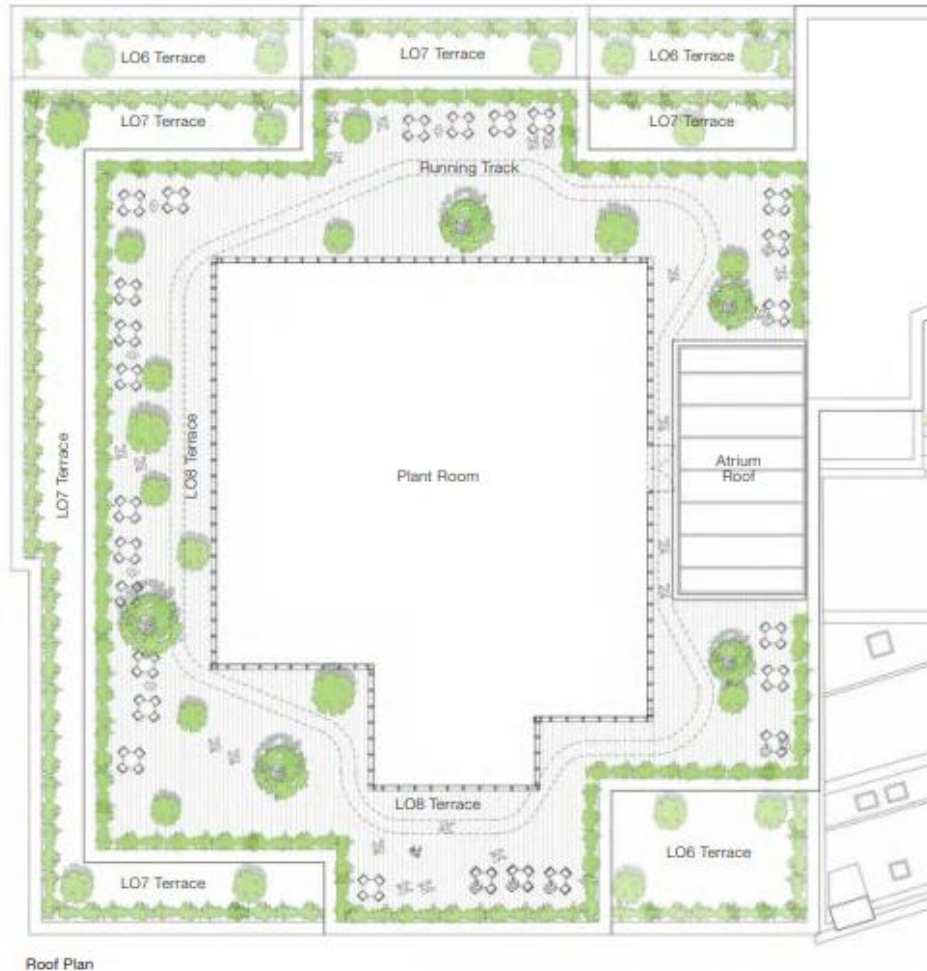 LO6 Terrace
LO7 Terrace
LO6 Terrace
LO7 Terrace
LO7 Terrace
Running Track
LO7 Terrace
LO8 Terrace
Plant Room
Atrium
Roof
LO8 Terrace
LO6 Terrace
LO7 Terrace
Roof Plan